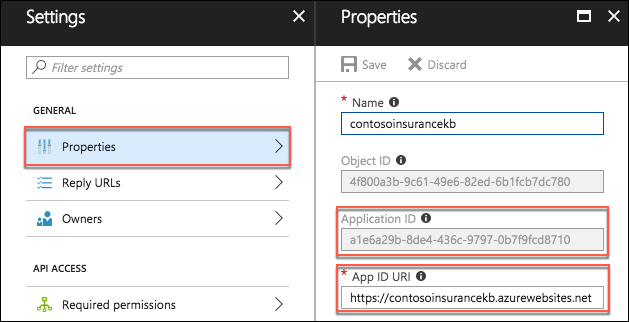 Settings
Filter settings
GENERAL
Properties
Reply URLs
Owners
API ACCESS
Required permissions
Properties
Save Discard
* Name
contosoinsurancekb
Object ID
4f800a3b-9c61-49e6-82ed-6b1fcb7dc780
Application ID
a1e6a29b-8de4-436c-9797-0b7f9fcd8710
* App ID URI
https://contosoinsurancekb.azurewebsites.net